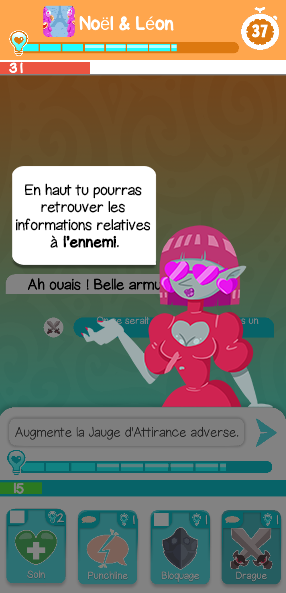 Noël & Léon
37
31
En haut tu pourras
retrouver les
informations relatives
à l'ennemi.
Ah ouais ! Belle armu
Augmente la Jauge d'Attirance adverse.
15
2
1
1
1
Soin
Punchline
Bloquage
Drague